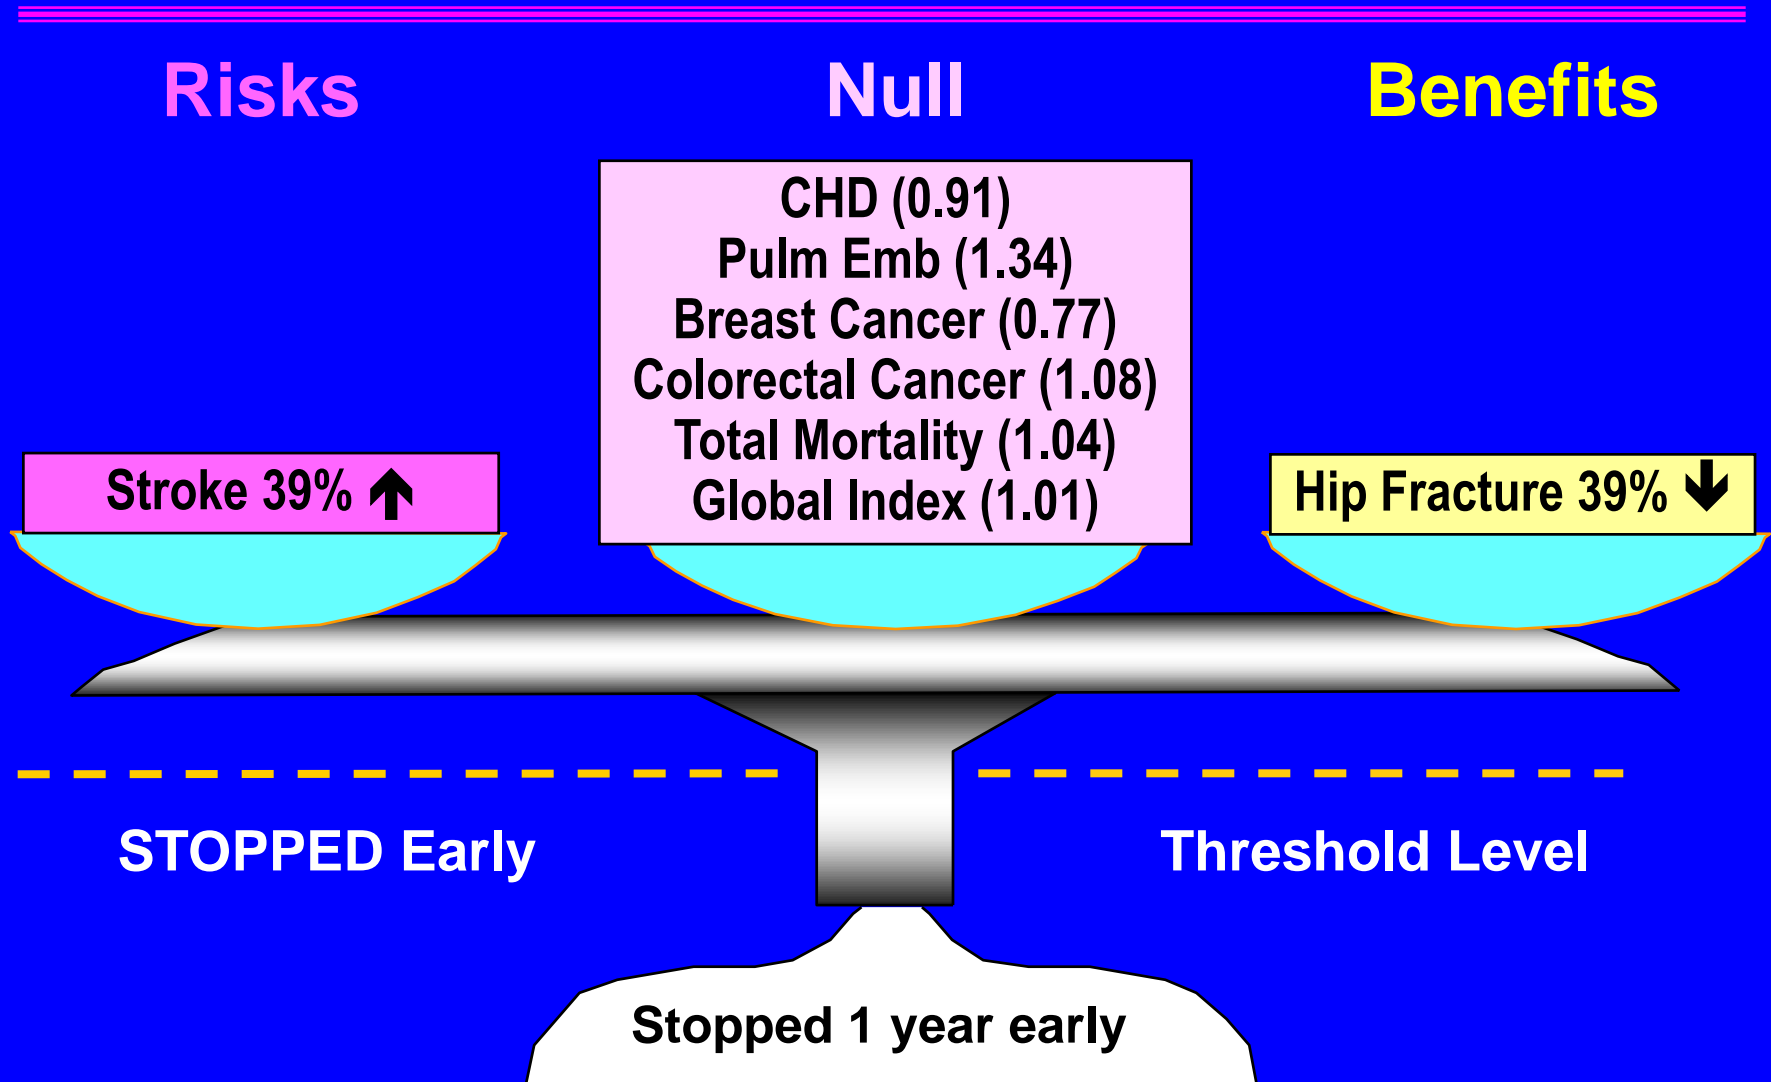 Risks
Null
Benefits
CHD (0.91)
Pulm Emb (1.34)
Breast Cancer (0.77)
Colorectal Cancer (1.08)
Total Mortality (1.04)
Global Index (1.01)
Stroke 39% 🡹
Hip Fracture 39% 🡻
STOPPED Early
Threshold Level
Stopped 1 year early